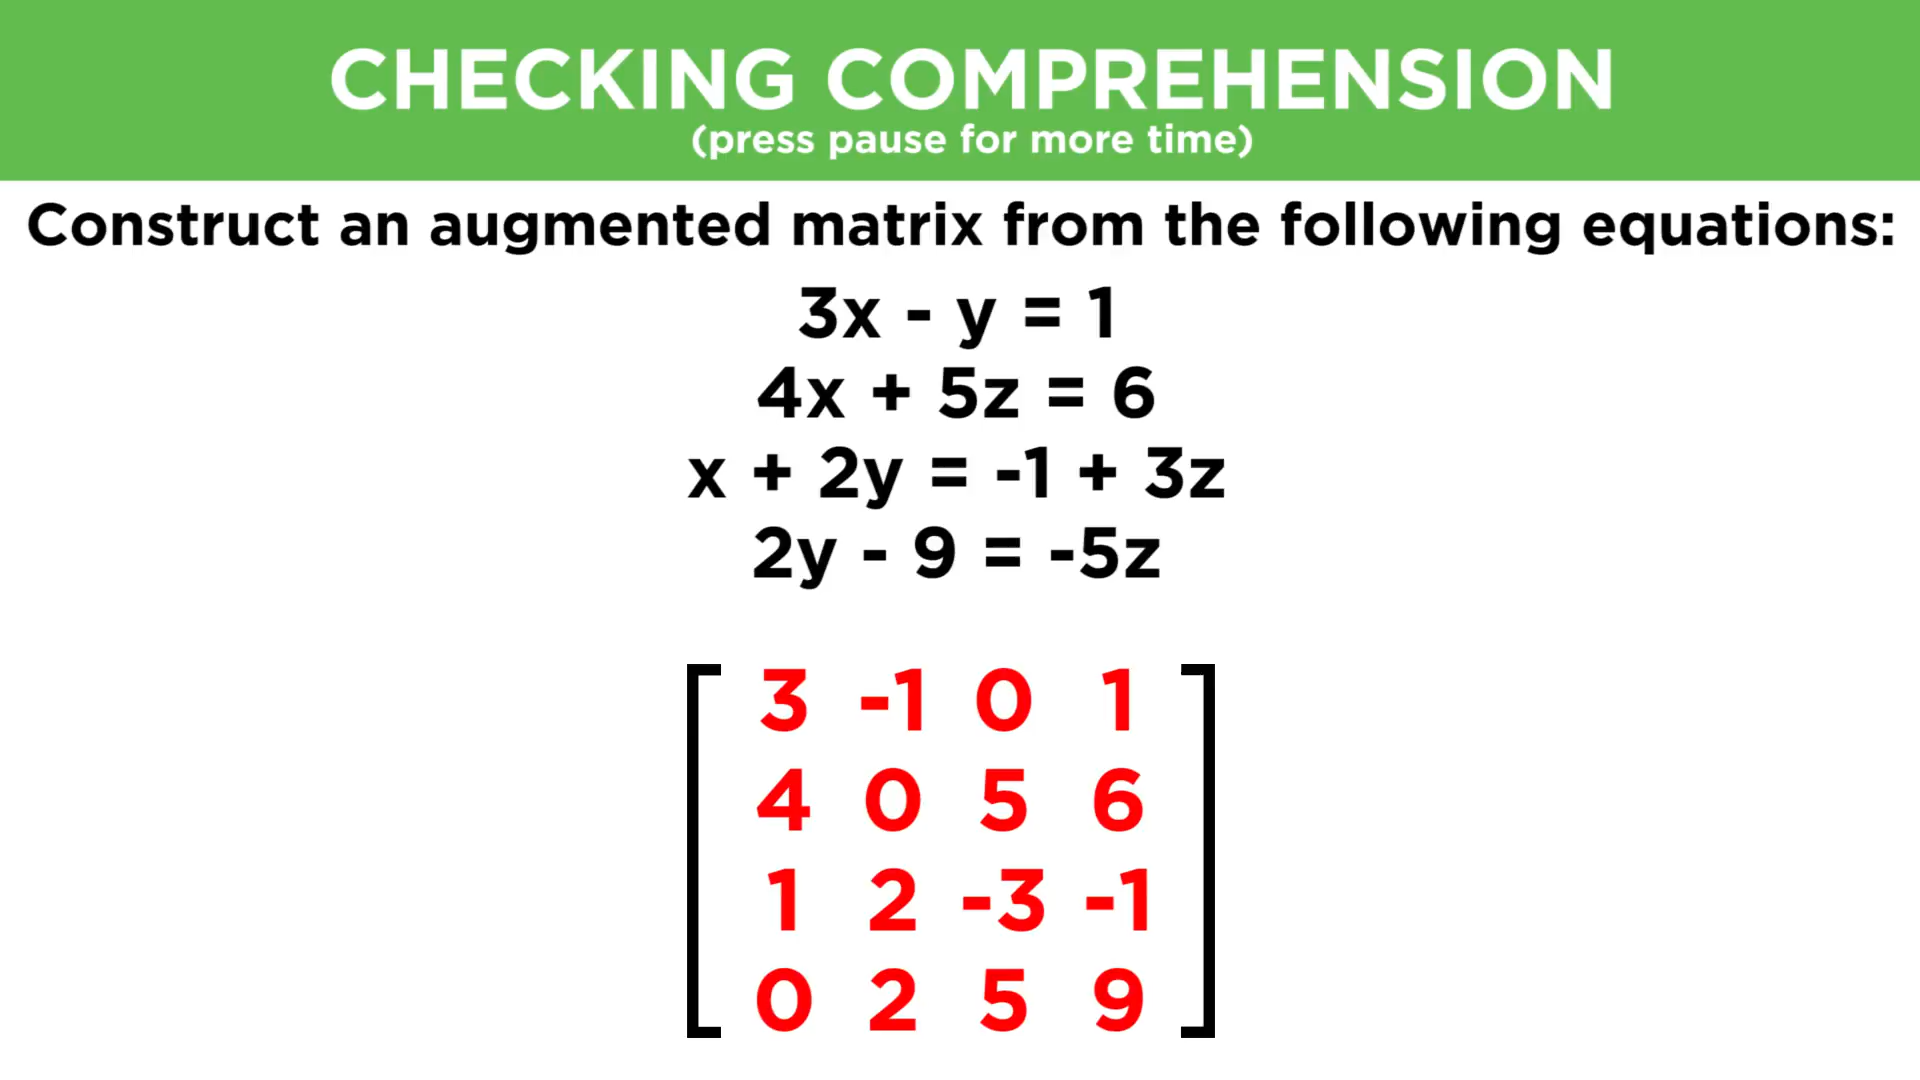 CHECKING COMPREHENSION
(press pause for more time)
Construct an augmented matrix from the following equations:
3x - y = 1
4x + 5z = 6
x + 2y = -1 + 3z
2y - 9 = -5z
3 -1 0 1
4 0 5 6
1 2 -3 -1
0 2 5 9